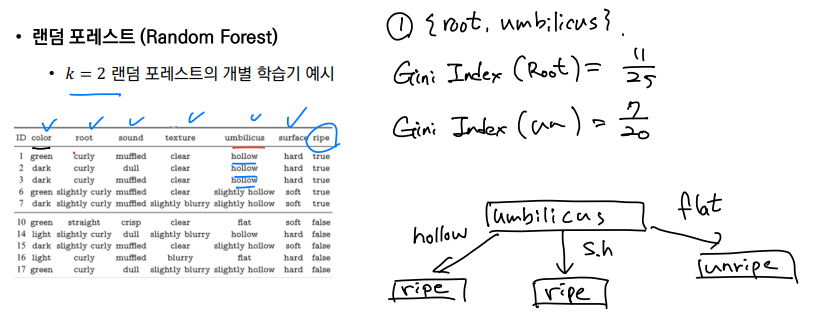 • 랜덤 포레스트 (Random Forest)
• k = 2 랜덤 포레스트의 개별 학습기 예시
ID color root sound texture umbilicus surface ripe
1 green curly muffled clear hollow hard true
2 dark curly dull clear hollow hard true
3 dark curly muffled clear hollow hard true
6 green slightly curly muffled clear slightly hollow soft true
7 dark slightly curly muffled slightly blurry slightly hollow soft true
10 green straight crisp clear flat soft false
14 light slightly curly dull slightly blurry hollow hard false
15 dark slightly curly muffled clear slightly hollow soft false
16 light curly muffled blurry flat hard false
17 green curly dull slightly blurry slightly hollow hard false
① {root, umbilicus}.
Gini Index (Root) = 11/25
Gini Index (um) = 7/20
umbilicus
hollow
s.h
flat
ripe
ripe
unripe